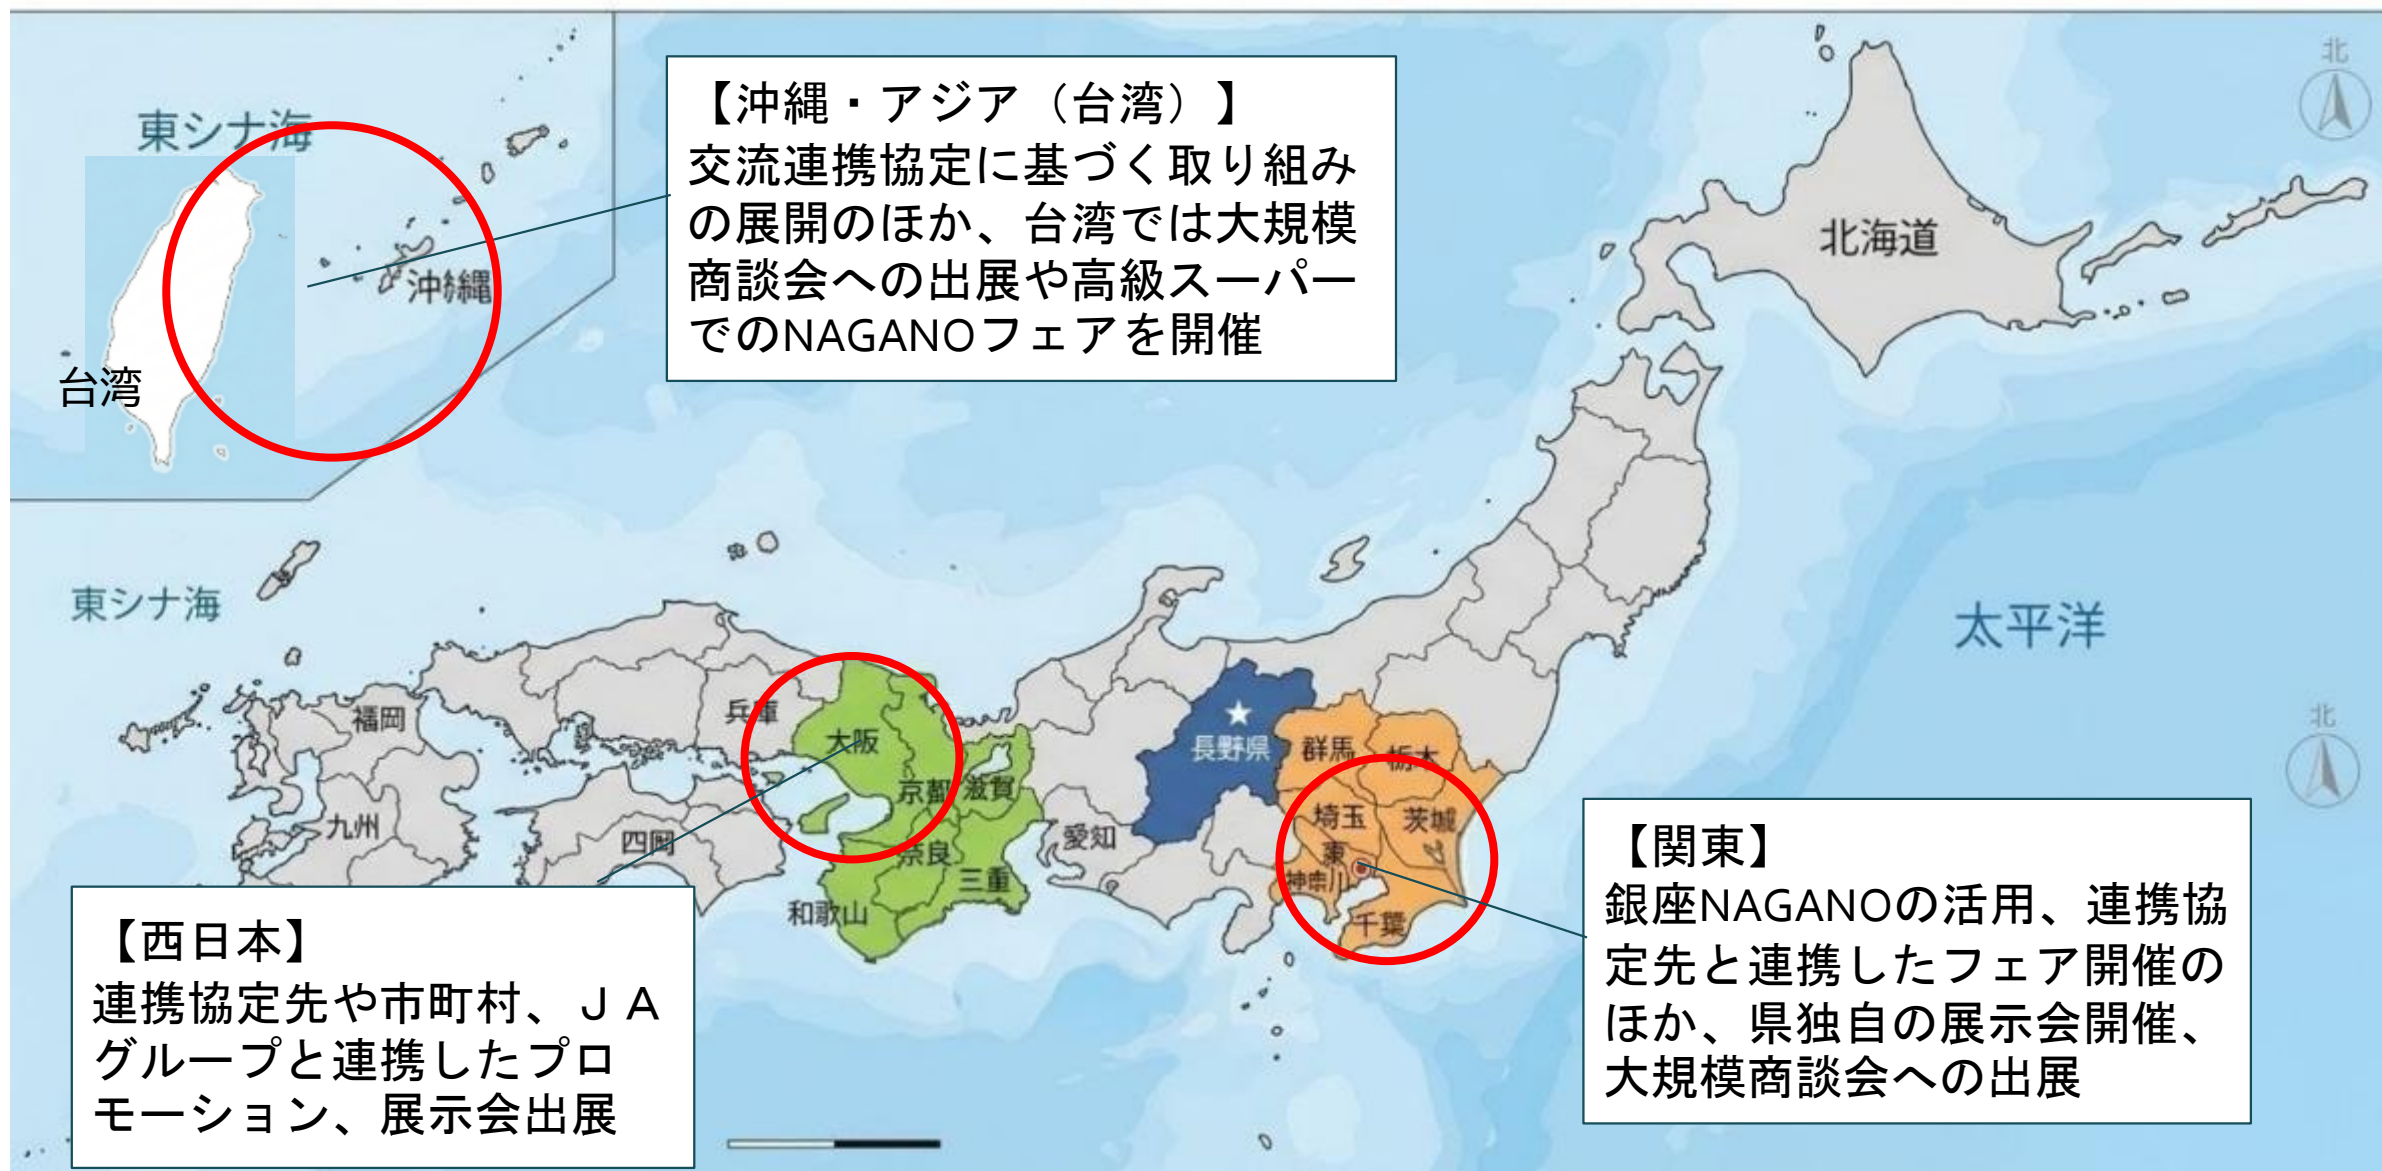 北
東シナ海
台湾
沖縄
【沖縄・アジア（台湾）】
交流連携協定に基づく取り組み
の展開のほか、台湾では大規模
商談会への出展や高級スーパー
でのNAGANOフェアを開催
北海道
東シナ海
太平洋
北
福岡
九州
兵庫
大阪
京都
滋賀
奈良
三重
和歌山
愛知
長野県
群馬
栃木
埼玉
茨城
東
神奈川
千葉
【西日本】
連携協定先や市町村、ＪＡ
グループと連携したプロ
モーション、展示会出展
【関東】
銀座NAGANOの活用、連携協
定先と連携したフェア開催の
ほか、県独自の展示会開催、
大規模商談会への出展